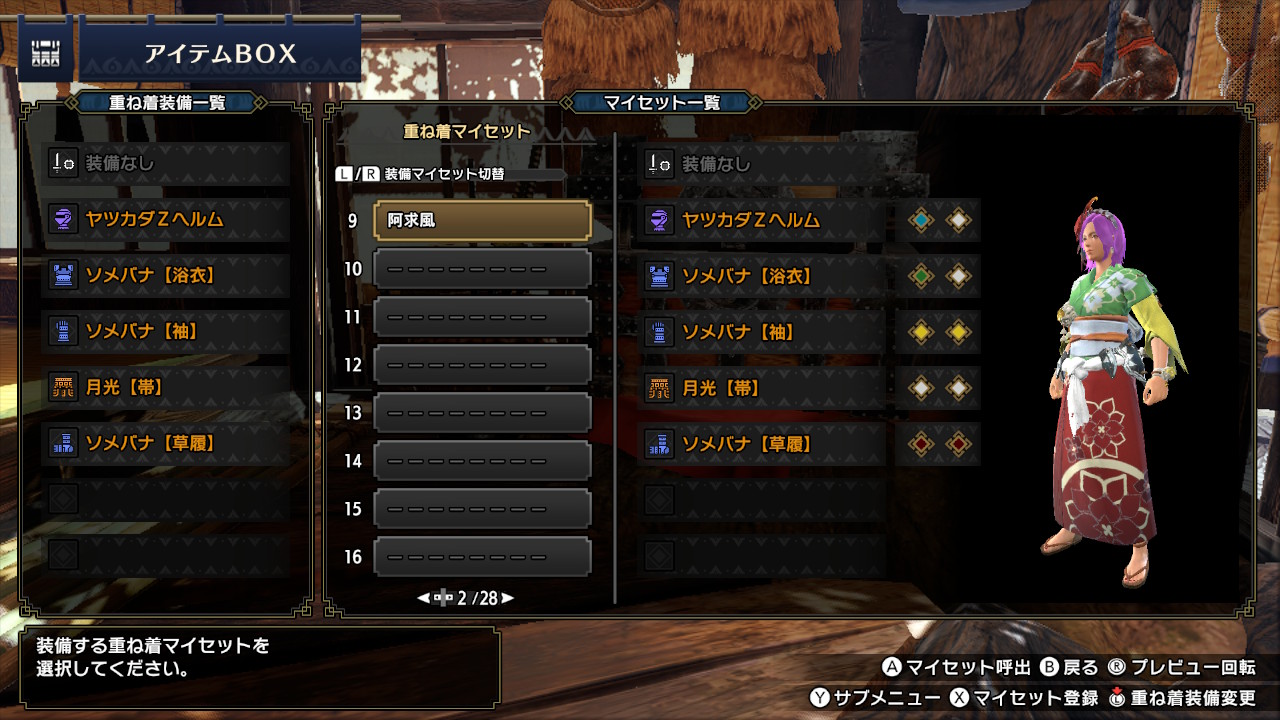 アイテムBOX
重ね着装備一覧
装備なし
ヤツカダZヘルム
ソメバナ【浴衣】
ソメバナ【袖】
月光【帯】
ソメバナ【草履】
マイセット一覧
重ね着マイセット
L/R 装備マイセット切替
9 阿求風
10 －－－－－－－－
11 －－－－－－－－
12 －－－－－－－－
13 －－－－－－－－
14 －－－－－－－－
15 －－－－－－－－
16 －－－－－－－－
2 /28
装備なし
ヤツカダZヘルム
ソメバナ【浴衣】
ソメバナ【袖】
月光【帯】
ソメバナ【草履】
装備する重ね着マイセットを
選択してください。
Aマイセット呼出 B戻る Rプレビュー回転
Yサブメニュー Xマイセット登録 L重ね着装備変更